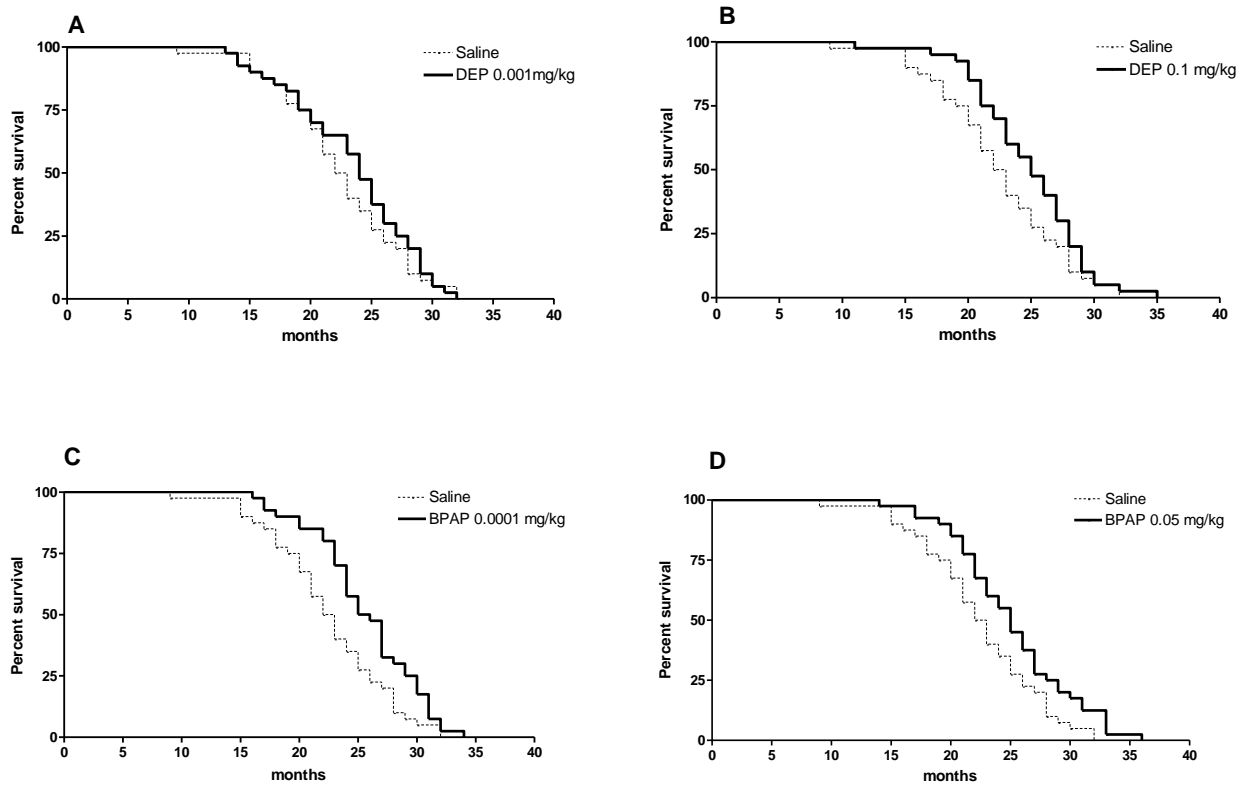 A
Saline
DEP 0.001mg/kg
100
75
50
25
0
Percent survival
0 5 10 15 20 25 30 35 40
months
B
Saline
DEP 0.1 mg/kg
100
75
50
25
0
Percent survival
0 5 10 15 20 25 30 35 40
months
C
Saline
BPAP 0.0001 mg/kg
100
75
50
25
0
Percent survival
0 5 10 15 20 25 30 35 40
months
D
Saline
BPAP 0.05 mg/kg
100
75
50
25
0
Percent survival
0 5 10 15 20 25 30 35 40
months